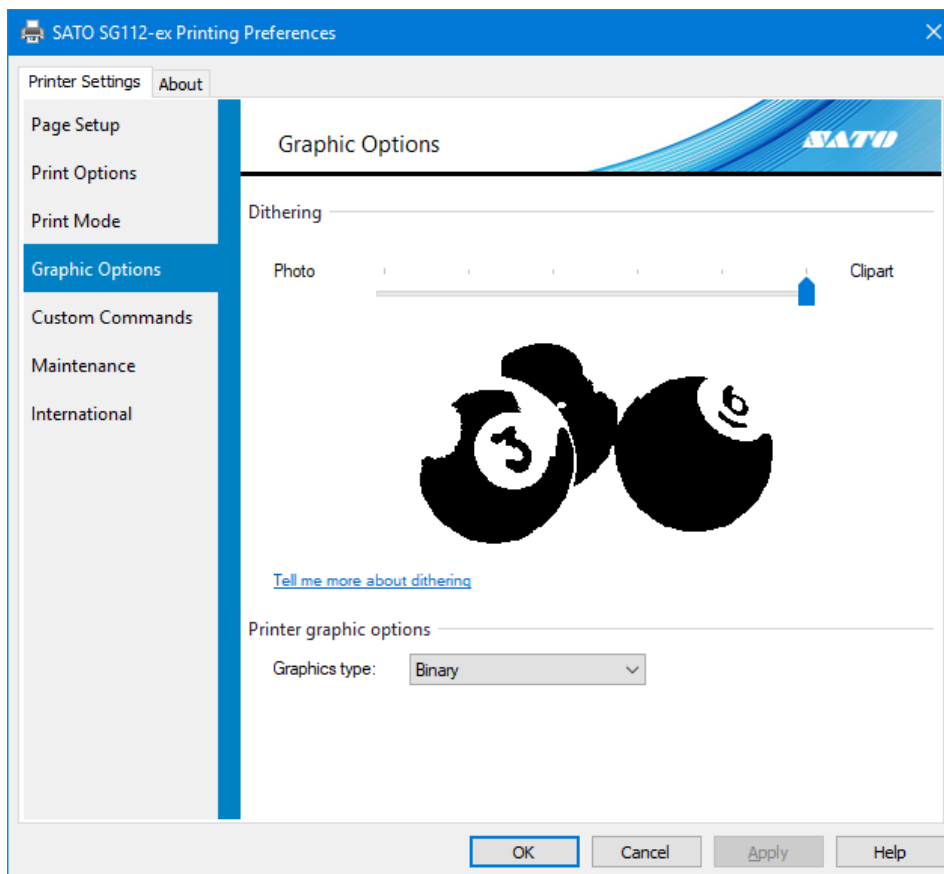 SATO SG112-ex Printing Preferences
Printer Settings
About
Page Setup
Print Options
Print Mode
Graphic Options
Custom Commands
Maintenance
International
Graphic Options
SATO
Dithering
Photo
Clipart
3
16
Tell me more about dithering
Printer graphic options
Graphics type:
Binary
OK
Cancel
Apply
Help